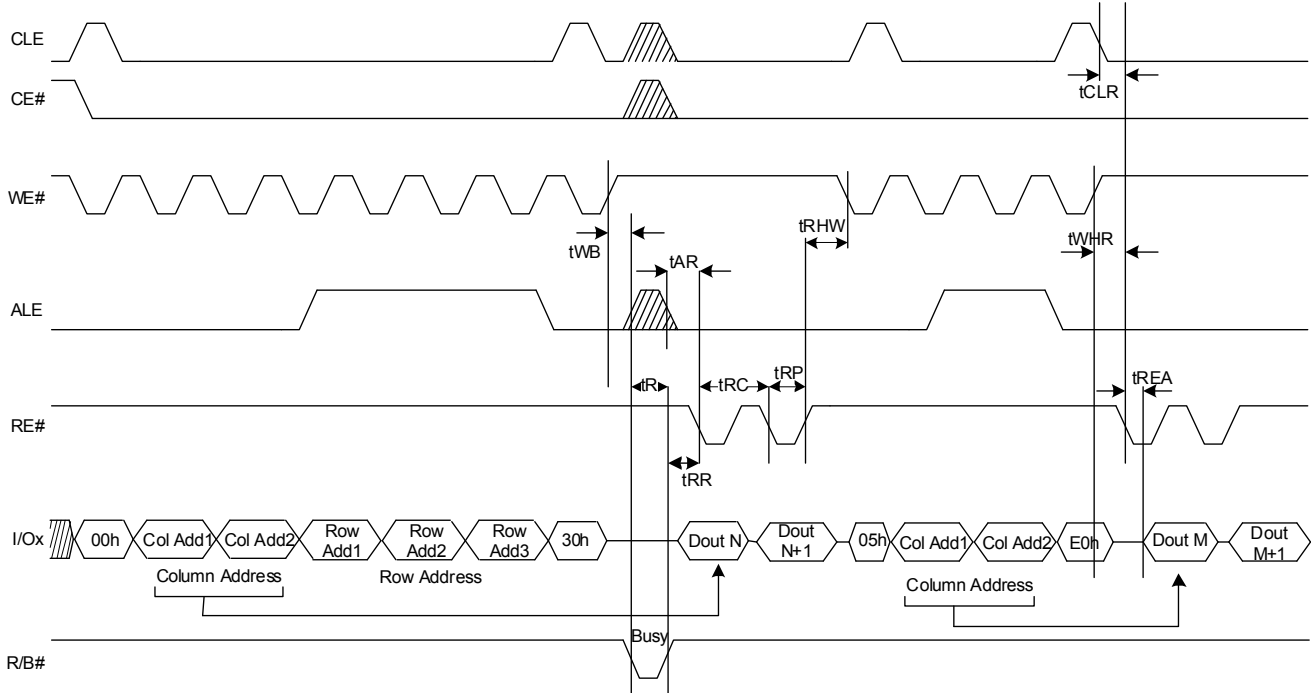 CLE
CE#
tCLR
WE#
tWB
tAR
tRHW
tWHR
ALE
tR
tRC
tRP
tREA
RE#
tRR
I/Ox
00h
Col Add1
Col Add2
Row
Add1
Row
Add2
Row
Add3
30h
Dout N
Dout
N+1
05h
Col Add1
Col Add2
E0h
Dout M
Dout
M+1
Column Address
Row Address
Column Address
Busy
R/B#